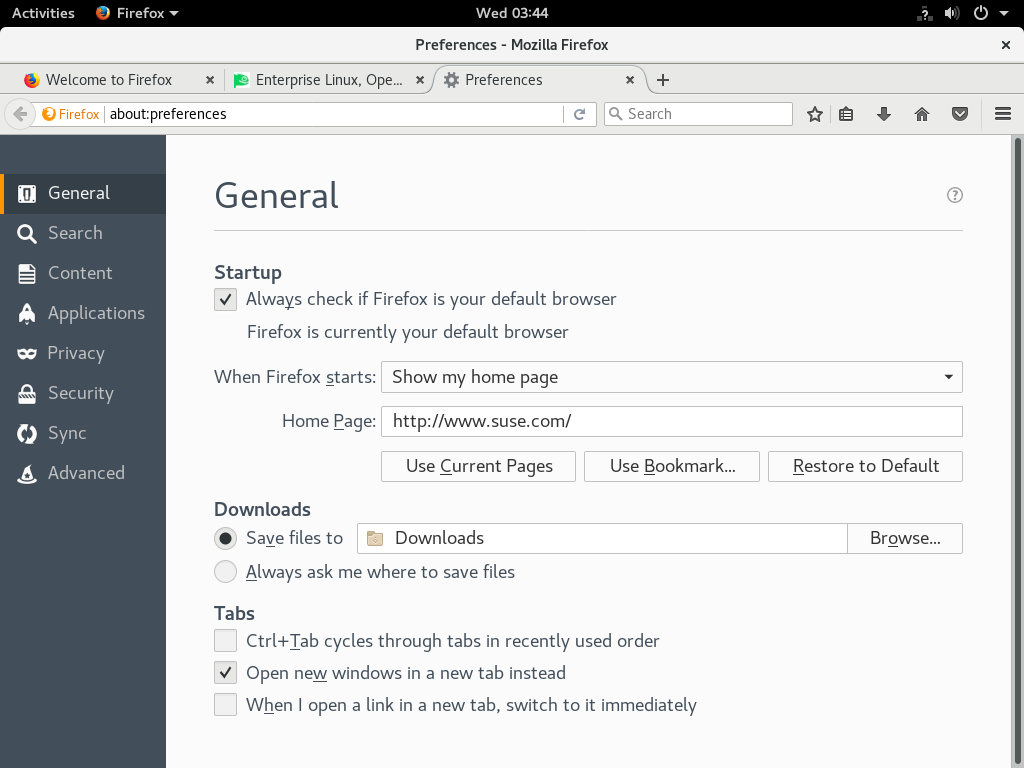 Activities Firefox Wed 03:44
Preferences - Mozilla Firefox
Welcome to Firefox Enterprise Linux, Ope... Preferences
Firefox about:preferences Search
General
Search
Content
Applications
Privacy
Security
Sync
Advanced
General
Startup
Always check if Firefox is your default browser
Firefox is currently your default browser
When Firefox starts: Show my home page
Home Page: http://www.suse.com/
Use Current Pages Use Bookmark... Restore to Default
Downloads
Save files to Downloads Browse...
Always ask me where to save files
Tabs
Ctrl+Tab cycles through tabs in recently used order
Open new windows in a new tab instead
When I open a link in a new tab, switch to it immediately